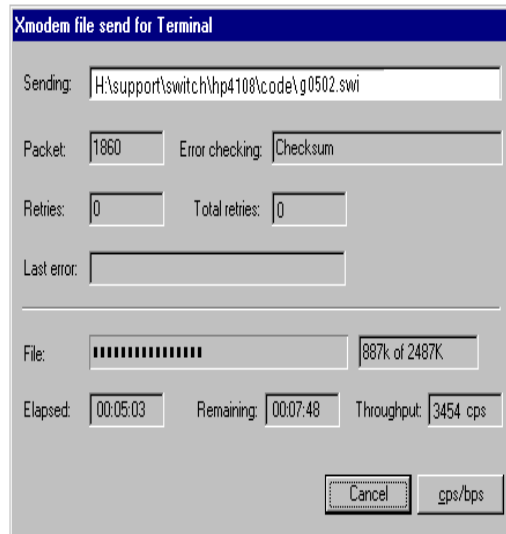 Xmodem file send for Terminal
Sending: H:\support\switch\hp4108\code\g0502.swi
Packet: 1860 Error checking: Checksum
Retries: 0 Total retries: 0
Last error:
File: 887k of 2487K
Elapsed: 00:05:03 Remaining: 00:07:48 Throughput: 3454 cps
Cancel cps/bps